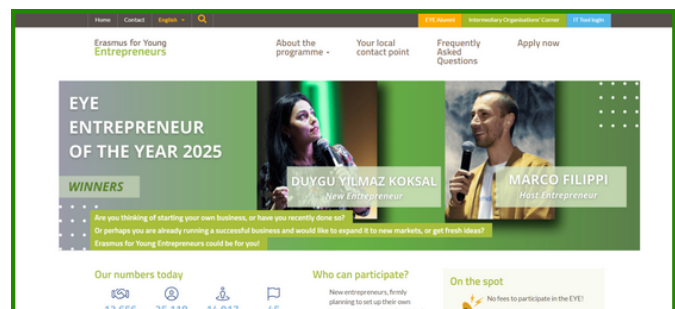 Home Contact English
EYE Alumni Intermediary Organisations' Corner IT Tool login
Erasmus for Young
Entrepreneurs
About the
programme
Your local
contact point
Frequently
Asked
Questions
Apply now
EYE
ENTREPRENEUR
OF THE YEAR 2025
WINNERS
DUYGU YILMAZ KOKSAL
New Entrepreneur
MARCO FILIPPI
Host Entrepreneur
Are you thinking of starting your own business, or have you recently done so?
Or perhaps you are already running a successful business and would like to expand it to new markets, or get fresh ideas?
Erasmus for Young Entrepreneurs could be for you!
Our numbers today
Who can participate?
New entrepreneurs, firmly
planning to set up their own
On the spot
No fees to participate in the EYE!